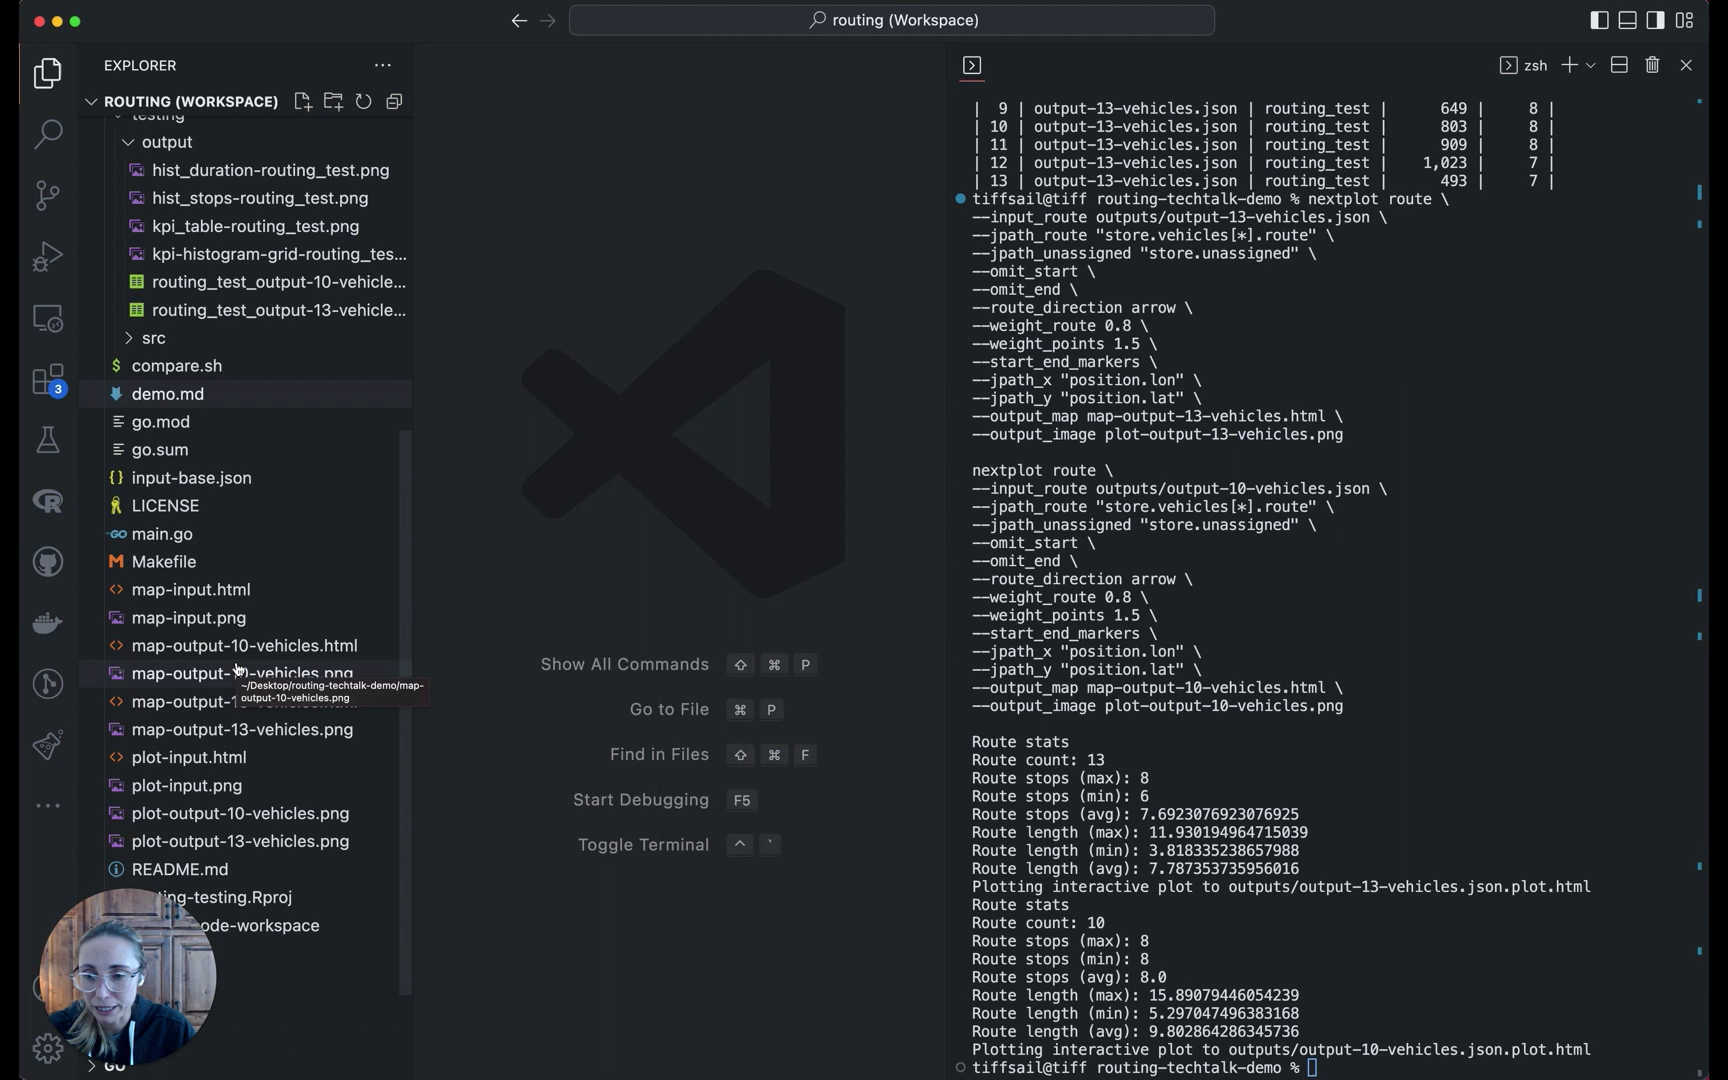 routing (Workspace)
EXPLORER
ROUTING (WORKSPACE)
testing
output
hist_duration-routing_test.png
hist_stops-routing_test.png
kpi_table-routing_test.png
kpi-histogram-grid-routing_tes...
routing_test_output-10-vehicle...
routing_test_output-13-vehicle...
src
$ compare.sh
demo.md
go.mod
go.sum
{} input-base.json
LICENSE
GO main.go
M Makefile
<> map-input.html
map-input.png
<> map-output-10-vehicles.html
map-output-10-vehicles.png
~/Desktop/routing-techtalk-demo/map-
output-10-vehicles.png
<> map-output-
map-output-13-vehicles.png
<> plot-input.html
plot-input.png
plot-output-10-vehicles.png
plot-output-13-vehicles.png
README.md
ting-testing.Rproj
ode-workspace
GO
3
Show All Commands ⇧ ⌘ P
Go to File ⌘ P
Find in Files ⇧ ⌘ F
Start Debugging F5
Toggle Terminal ^ `
zsh
| 9 | output-13-vehicles.json | routing_test | 649 | 8 |
| 10 | output-13-vehicles.json | routing_test | 803 | 8 |
| 11 | output-13-vehicles.json | routing_test | 909 | 8 |
| 12 | output-13-vehicles.json | routing_test | 1,023 | 7 |
| 13 | output-13-vehicles.json | routing_test | 493 | 7 |
tiffsail@tiff routing-techtalk-demo % nextplot route \
--input_route outputs/output-13-vehicles.json \
--jpath_route "store.vehicles[*].route" \
--jpath_unassigned "store.unassigned" \
--omit_start \
--omit_end \
--route_direction arrow \
--weight_route 0.8 \
--weight_points 1.5 \
--start_end_markers \
--jpath_x "position.lon" \
--jpath_y "position.lat" \
--output_map map-output-13-vehicles.html \
--output_image plot-output-13-vehicles.png
nextplot route \
--input_route outputs/output-10-vehicles.json \
--jpath_route "store.vehicles[*].route" \
--jpath_unassigned "store.unassigned" \
--omit_start \
--omit_end \
--route_direction arrow \
--weight_route 0.8 \
--weight_points 1.5 \
--start_end_markers \
--jpath_x "position.lon" \
--jpath_y "position.lat" \
--output_map map-output-10-vehicles.html \
--output_image plot-output-10-vehicles.png
Route stats
Route count: 13
Route stops (max): 8
Route stops (min): 6
Route stops (avg): 7.6923076923076925
Route length (max): 11.930194964715039
Route length (min): 3.818335238657988
Route length (avg): 7.787353735956016
Plotting interactive plot to outputs/output-13-vehicles.json.plot.html
Route stats
Route count: 10
Route stops (max): 8
Route stops (min): 8
Route stops (avg): 8.0
Route length (max): 15.89079446054239
Route length (min): 5.297047496383168
Route length (avg): 9.802864286345736
Plotting interactive plot to outputs/output-10-vehicles.json.plot.html
tiffsail@tiff routing-techtalk-demo %